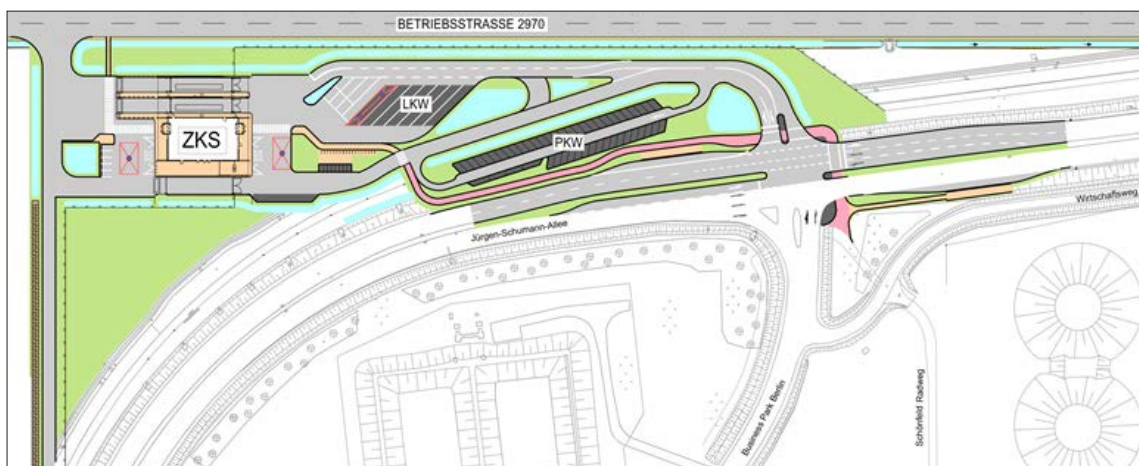 BETRIEBSSTRASSE 2970
LKW
ZKS
PKW
Jürgen-Schumann-Allee
Wirtschaftsweg
Business Park Berlin
Schönfeld Radweg